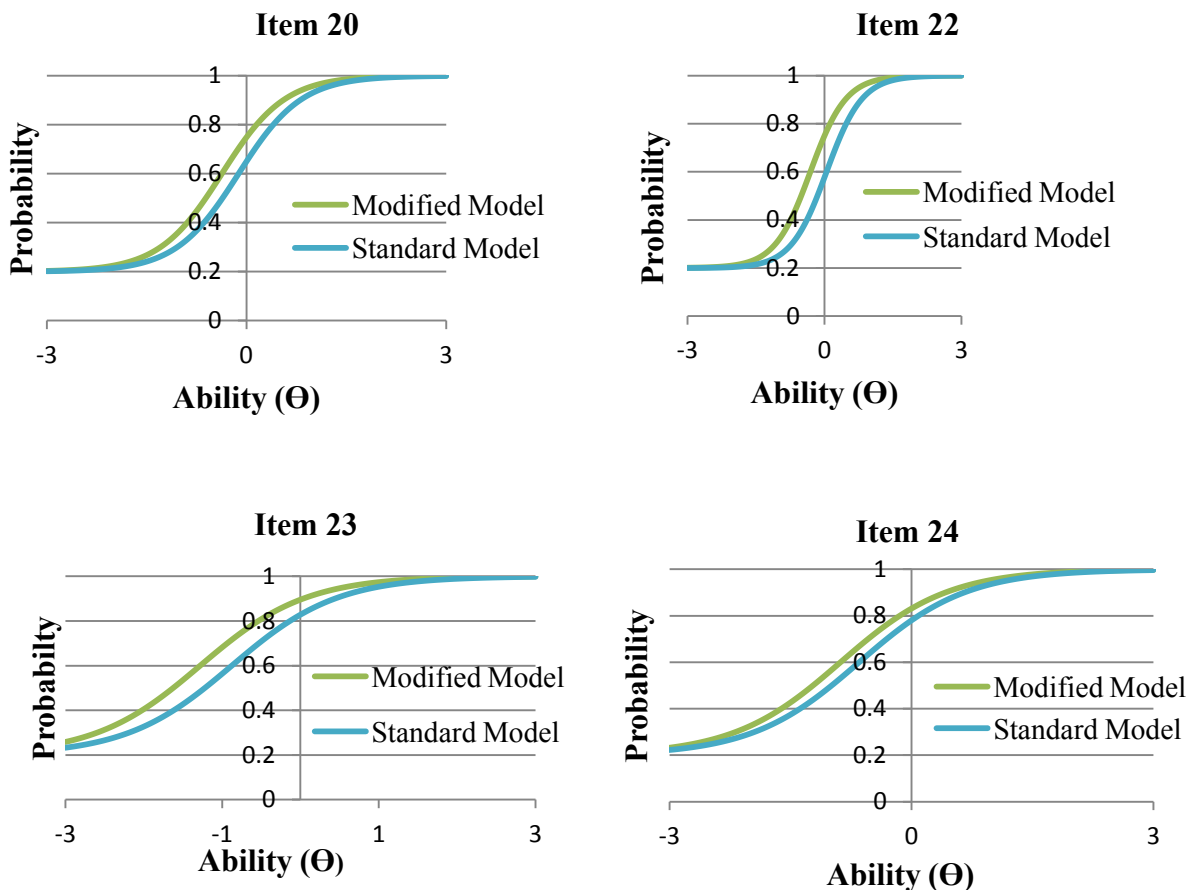 Item 20
1
0.8
0.6
0.4
0.2
0
Probability
Modified Model
Standard Model
-3 0 3
Ability (Ө)
Item 22
1
0.8
0.6
0.4
0.2
0
Probability
Modified Model
Standard Model
-3 0 3
Ability (Ө)
Item 23
1
0.8
0.6
0.4
0.2
0
Probabilty
Modified Model
Standard Model
-3 -1 1 3
Ability (Ө)
Item 24
1
0.8
0.6
0.4
0.2
0
Probability
Modified Model
Standard Model
-3 0 3
Ability (Ө)